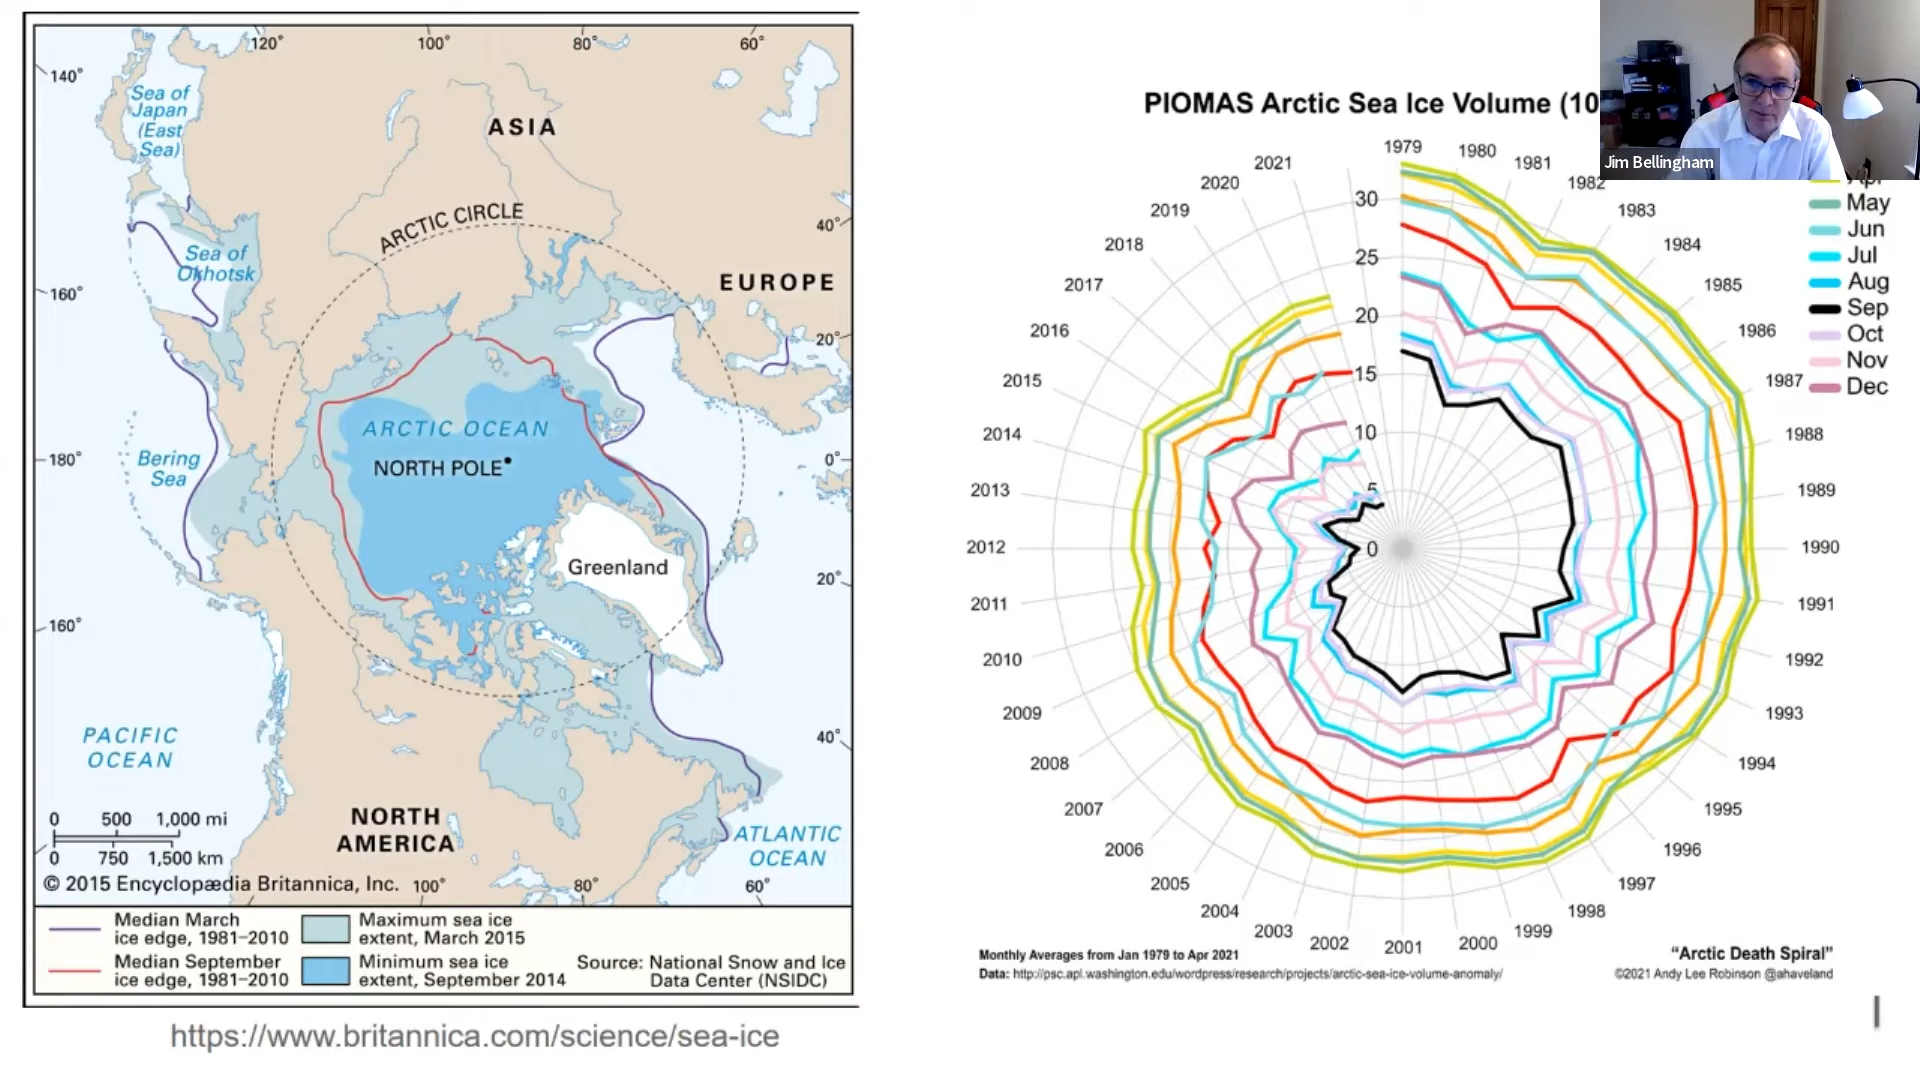 120°
100°
80°
60°
140°
Sea of
Japan
(East
Sea)
ASIA
ARCTIC CIRCLE
40°
Sea of
Okhotsk
EUROPE
160°
20°
ARCTIC OCEAN
NORTH POLE
180°
Bering
Sea
0°
Greenland
20°
160°
PACIFIC
OCEAN
40°
0 500 1,000 mi
0 750 1,500 km
NORTH
AMERICA
ATLANTIC
OCEAN
© 2015 Encyclopædia Britannica, Inc.
100°
80°
60°
Median March
ice edge, 1981–2010
Maximum sea ice
extent, March 2015
Median September
ice edge, 1981–2010
Minimum sea ice
extent, September 2014
Source: National Snow and Ice
Data Center (NSIDC)
https://www.britannica.com/science/sea-ice
PIOMAS Arctic Sea Ice Volume (10
Jim Bellingham
Apr
May
Jun
Jul
Aug
Sep
Oct
Nov
Dec
1979
1980
1981
1982
1983
1984
1985
1986
1987
1988
1989
1990
1991
1992
1993
1994
1995
1996
1997
1998
1999
2000
2001
2002
2003
2004
2005
2006
2007
2008
2009
2010
2011
2012
2013
2014
2015
2016
2017
2018
2019
2020
2021
30
25
20
15
10
5
0
Monthly Averages from Jan 1979 to Apr 2021
Data: http://psc.apl.washington.edu/wordpress/research/projects/arctic-sea-ice-volume-anomaly/
“Arctic Death Spiral”
©2021 Andy Lee Robinson @ahaveland